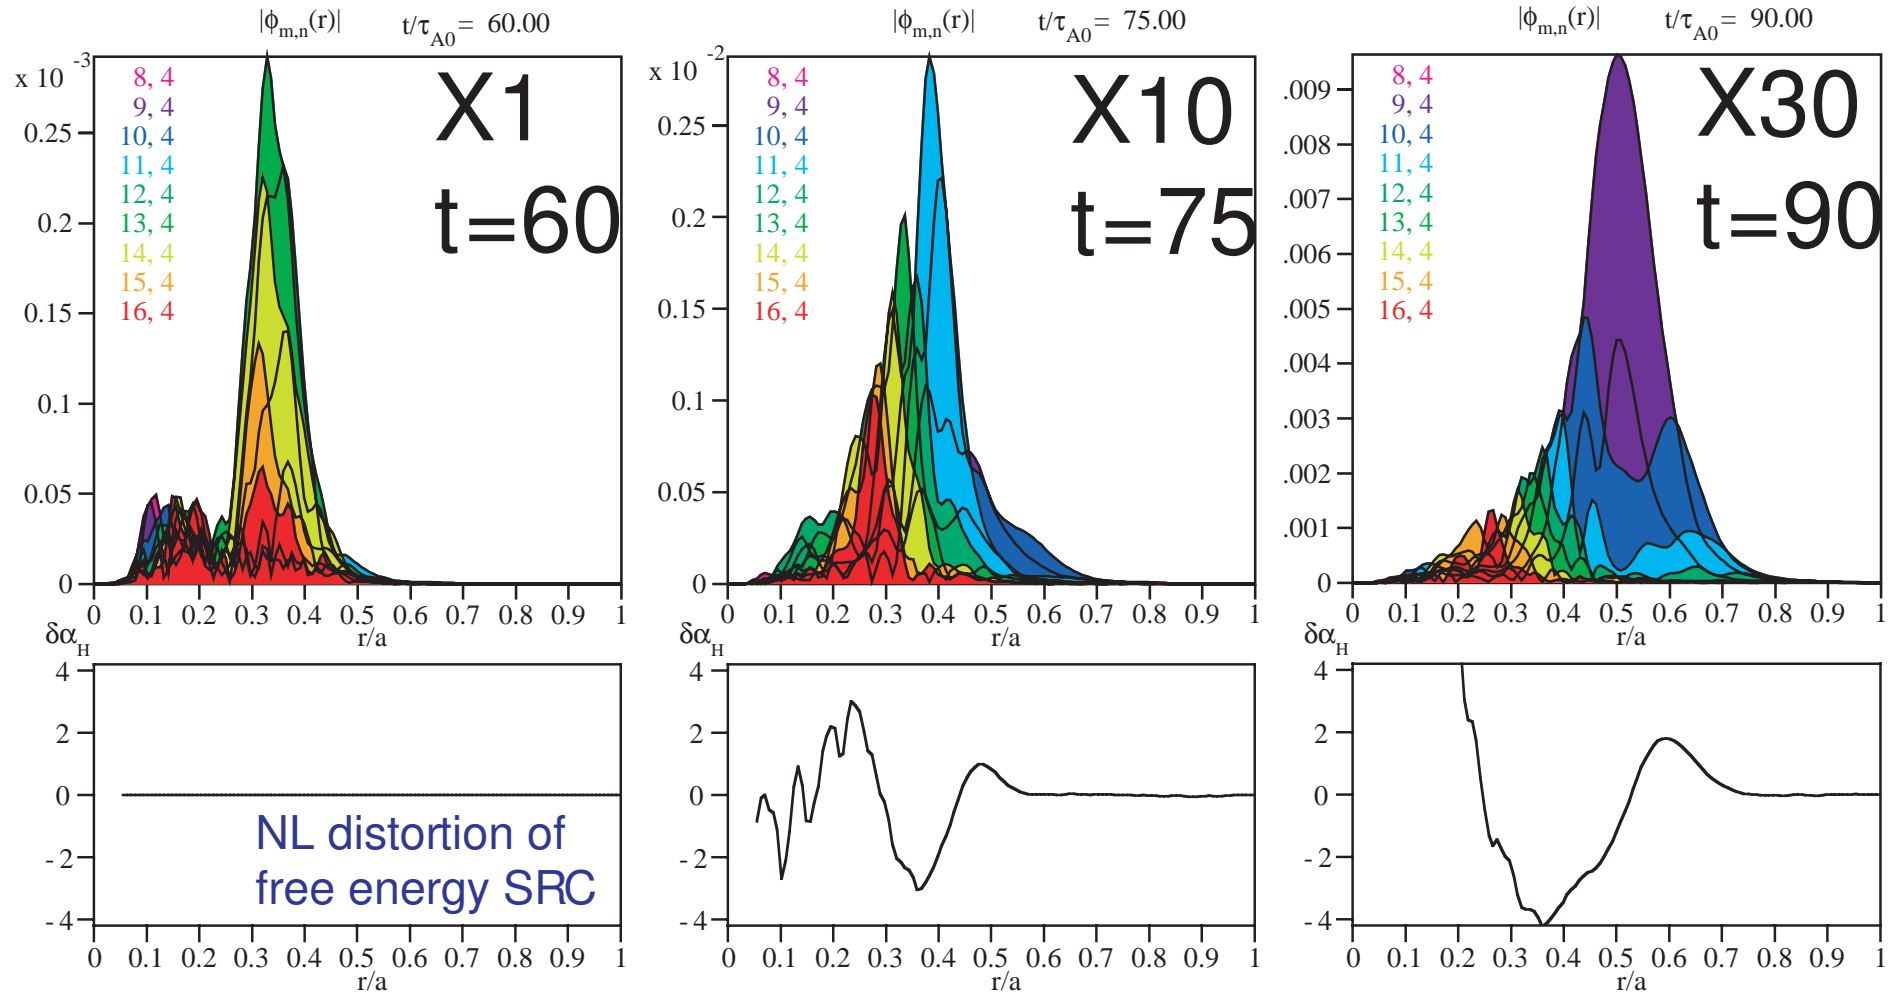 |ϕm,n(r)| t/τA0= 60.00
x 10 -3
8, 4
9, 4
10, 4
11, 4
12, 4
13, 4
14, 4
15, 4
16, 4
X1
t=60
0.25
0.2
0.15
0.1
0.05
0
0 0.1 0.2 0.3 0.4 0.5 0.6 0.7 0.8 0.9 1
r/a
|ϕm,n(r)| t/τA0= 75.00
x 10 -2
8, 4
9, 4
10, 4
11, 4
12, 4
13, 4
14, 4
15, 4
16, 4
X10
t=75
0.25
0.2
0.15
0.1
0.05
0
0 0.1 0.2 0.3 0.4 0.5 0.6 0.7 0.8 0.9 1
r/a
|ϕm,n(r)| t/τA0= 90.00
8, 4
9, 4
10, 4
11, 4
12, 4
13, 4
14, 4
15, 4
16, 4
X30
t=90
.009
.008
.007
.006
.005
.004
.003
.002
.001
0
0 0.1 0.2 0.3 0.4 0.5 0.6 0.7 0.8 0.9 1
r/a
δαH
4
2
0
-2
-4
NL distortion of
free energy SRC
0 0.1 0.2 0.3 0.4 0.5 0.6 0.7 0.8 0.9 1
r/a
δαH
4
2
0
-2
-4
0 0.1 0.2 0.3 0.4 0.5 0.6 0.7 0.8 0.9 1
r/a
δαH
4
2
0
-2
-4
0 0.1 0.2 0.3 0.4 0.5 0.6 0.7 0.8 0.9 1
r/a